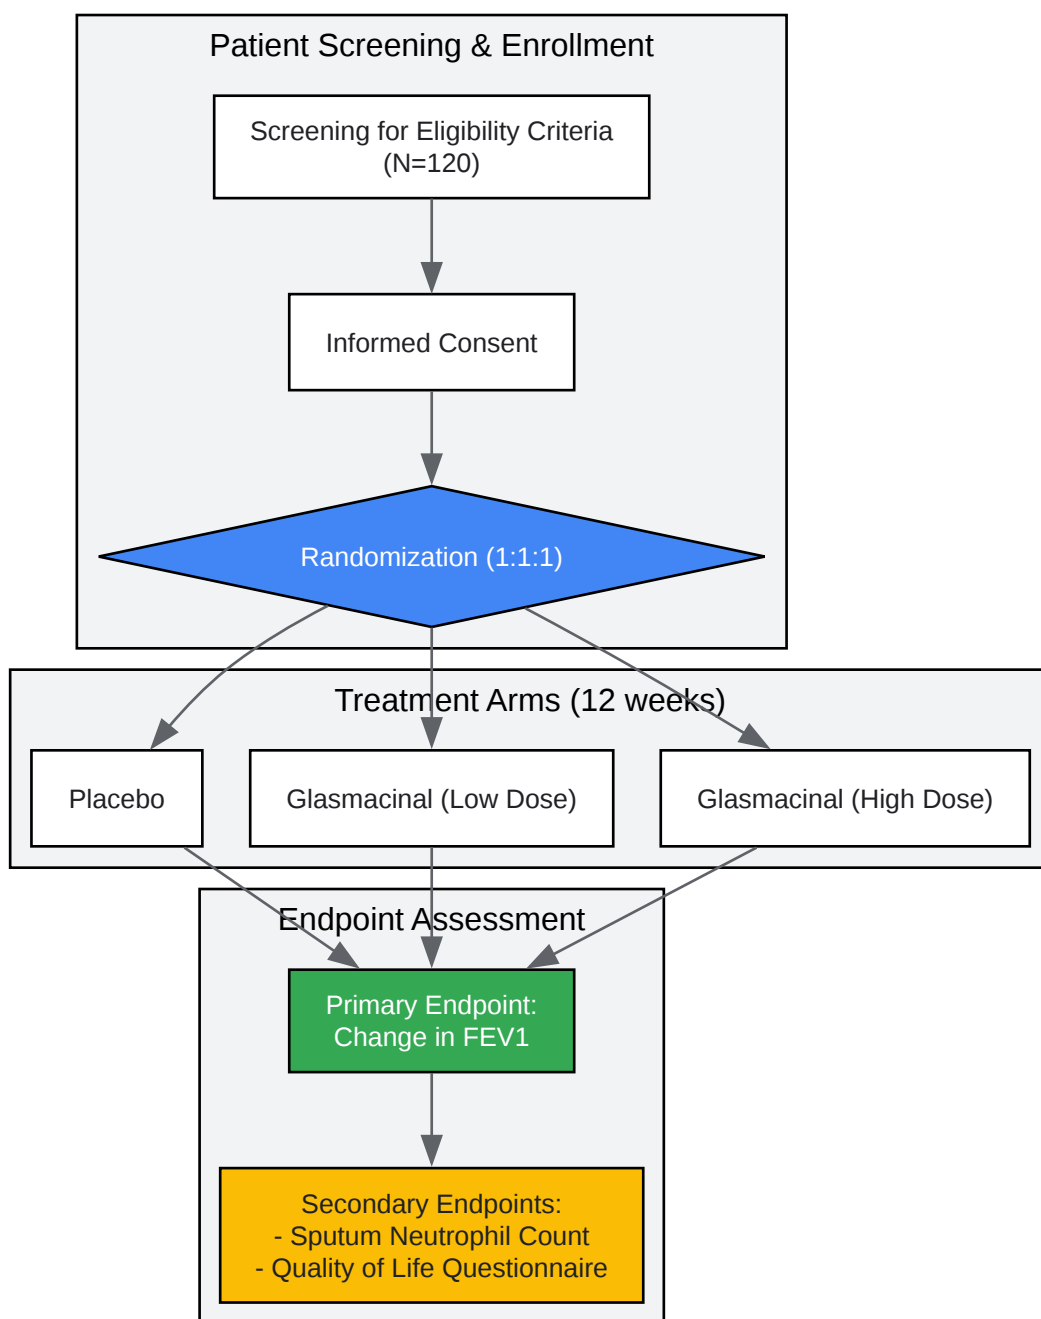 Patient Screening & Enrollment
Screening for Eligibility Criteria
(N=120)
Informed Consent
Randomization (1:1:1)
Treatment Arms (12 weeks)
Placebo
Glasmacinal (Low Dose)
Glasmacinal (High Dose)
Endpoint Assessment
Primary Endpoint:
Change in FEV1
Secondary Endpoints:
- Sputum Neutrophil Count
- Quality of Life Questionnaire